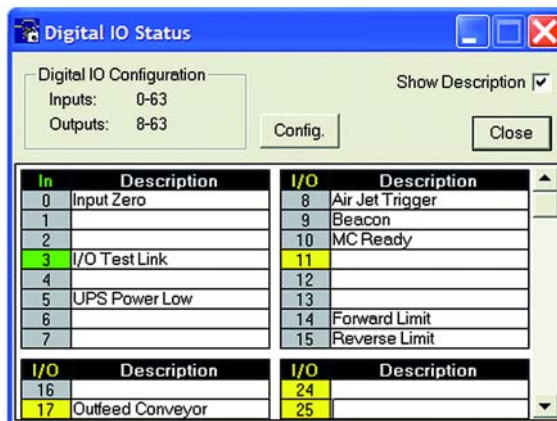 Digital IO Status
Digital IO Configuration
Inputs: 0-63
Outputs: 8-63
Show Description
Config.
Close
In Description
0 Input Zero
1
2
3 I/O Test Link
4
5 UPS Power Low
6
7
I/O Description
8 Air Jet Trigger
9 Beacon
10 MC Ready
11
12
13
14 Forward Limit
15 Reverse Limit
I/O Description
16
17 Outfeed Conveyor
I/O Description
24
25